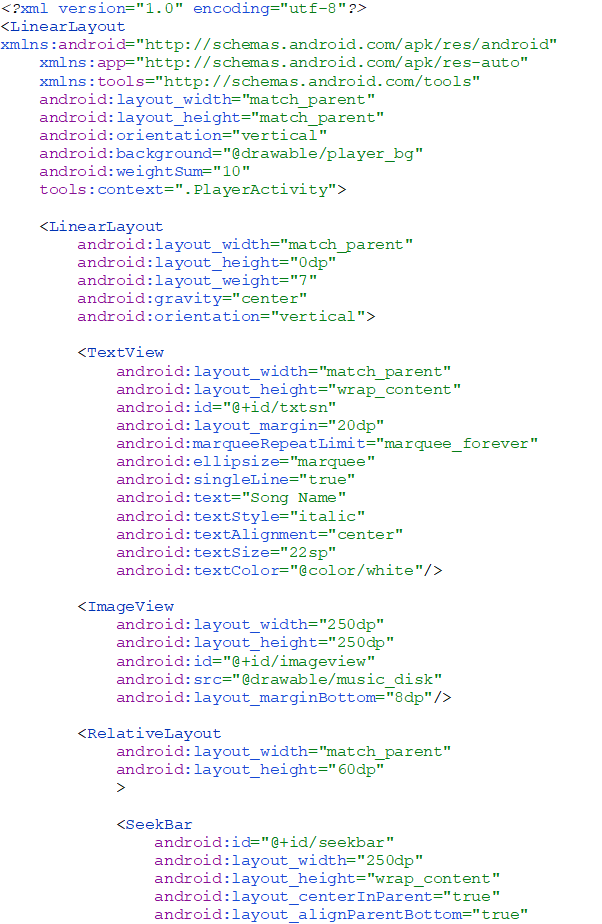 <?xml version="1.0" encoding="utf-8"?>
<LinearLayout
xmlns:android="http://schemas.android.com/apk/res/android"
    xmlns:app="http://schemas.android.com/apk/res-auto"
    xmlns:tools="http://schemas.android.com/tools"
    android:layout_width="match_parent"
    android:layout_height="match_parent"
    android:orientation="vertical"
    android:background="@drawable/player_bg"
    android:weightSum="10"
    tools:context=".PlayerActivity">

    <LinearLayout
        android:layout_width="match_parent"
        android:layout_height="0dp"
        android:layout_weight="7"
        android:gravity="center"
        android:orientation="vertical">

        <TextView
            android:layout_width="match_parent"
            android:layout_height="wrap_content"
            android:id="@+id/txtsn"
            android:layout_margin="20dp"
            android:marqueeRepeatLimit="marquee_forever"
            android:ellipsize="marquee"
            android:singleLine="true"
            android:text="Song Name"
            android:textStyle="italic"
            android:textAlignment="center"
            android:textSize="22sp"
            android:textColor="@color/white"/>

        <ImageView
            android:layout_width="250dp"
            android:layout_height="250dp"
            android:id="@+id/imageview"
            android:src="@drawable/music_disk"
            android:layout_marginBottom="8dp"/>

        <RelativeLayout
            android:layout_width="match_parent"
            android:layout_height="60dp"
            >

            <SeekBar
                android:id="@+id/seekbar"
                android:layout_width="250dp"
                android:layout_height="wrap_content"
                android:layout_centerInParent="true"
                android:layout_alignParentBottom="true"